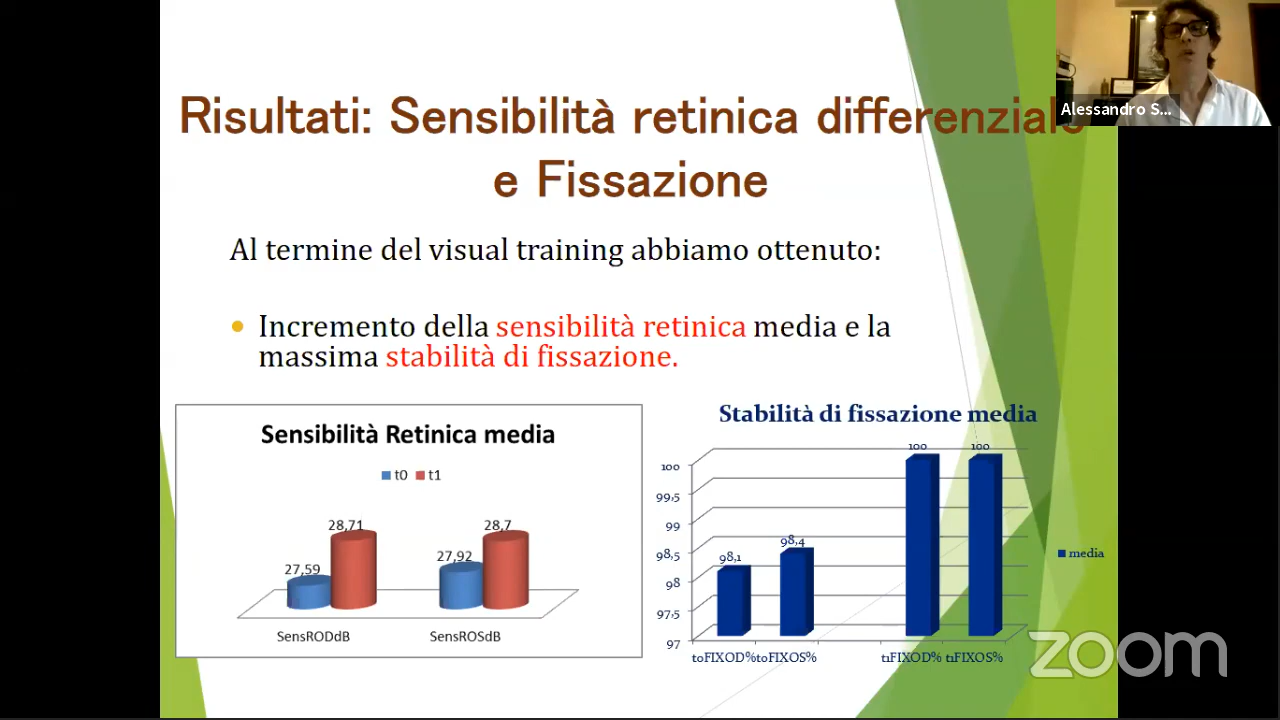 Risultati: Sensibilità retinica differenziale
Alessandro S...
e Fissazione
Al termine del visual training abbiamo ottenuto:
Incremento della sensibilità retinica media e la
massima stabilità di fissazione.
Sensibilità Retinica media
t0 t1
28,71
27,59
28,7
27,92
SensRODdB SensROSdB
Stabilità di fissazione media
100
99,5
99
98,5
98
97,5
97
98,1
98,4
100
100
t0FIXOD% t0FIXOS% t1FIXOD% t1FIXOS%
media
zoom